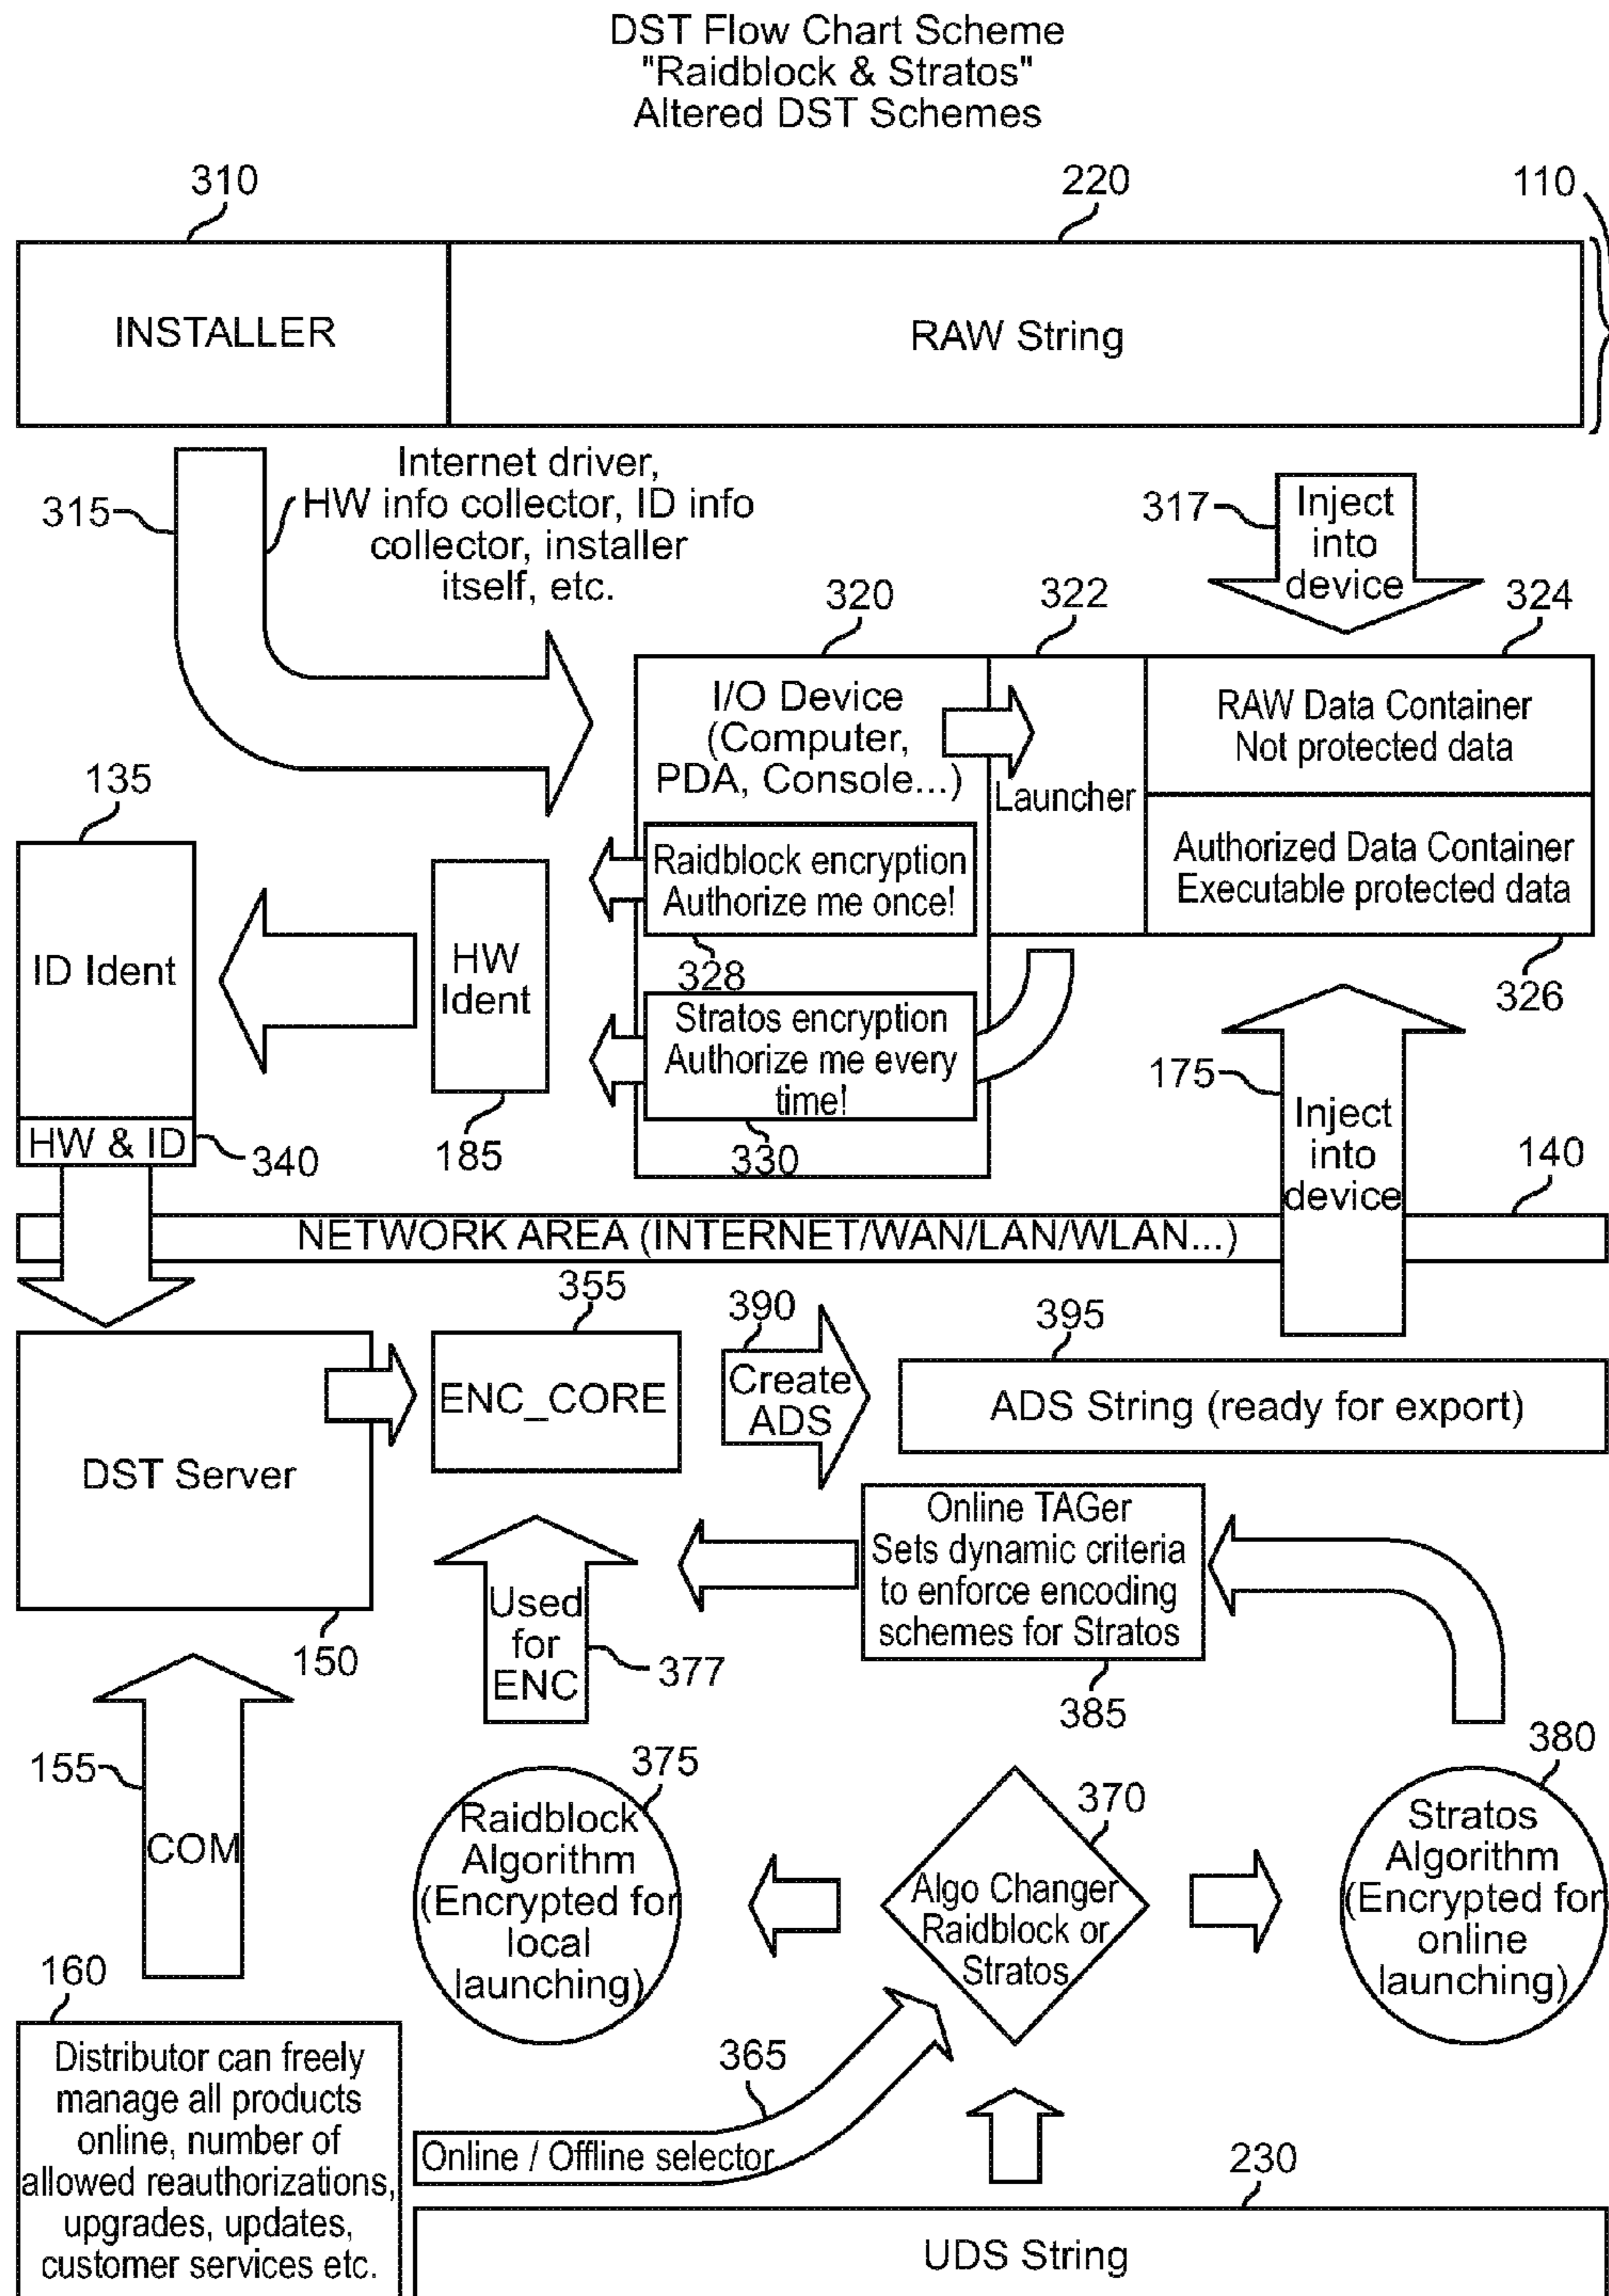 DST Flow Chart Scheme
"Raidblock & Stratos"
Altered DST Schemes
310
220
110
INSTALLER
RAW String
315
Internet driver,
HW info collector, ID info
collector, installer
itself, etc.
317
Inject
into
device
320
322
324
I/O Device
(Computer,
PDA, Console...)
Launcher
RAW Data Container
Not protected data
Authorized Data Container
Executable protected data
326
135
ID Ident
HW & ID
340
HW
Ident
185
Raidblock encryption
Authorize me once!
328
Stratos encryption
Authorize me every
time!
330
175
Inject
into
device
140
NETWORK AREA (INTERNET/WAN/LAN/WLAN...)
355
390
395
DST Server
150
ENC_CORE
Create
ADS
ADS String (ready for export)
Online TAGer
Sets dynamic criteria
to enforce encoding
schemes for Stratos
385
Used
for
ENC
377
155
COM
375
Raidblock
Algorithm
(Encrypted for
local
launching)
370
Algo Changer
Raidblock or
Stratos
380
Stratos
Algorithm
(Encrypted for
online
launching)
160
Distributor can freely
manage all products
online, number of
allowed reauthorizations,
upgrades, updates,
customer services etc.
365
Online / Offline selector
230
UDS String